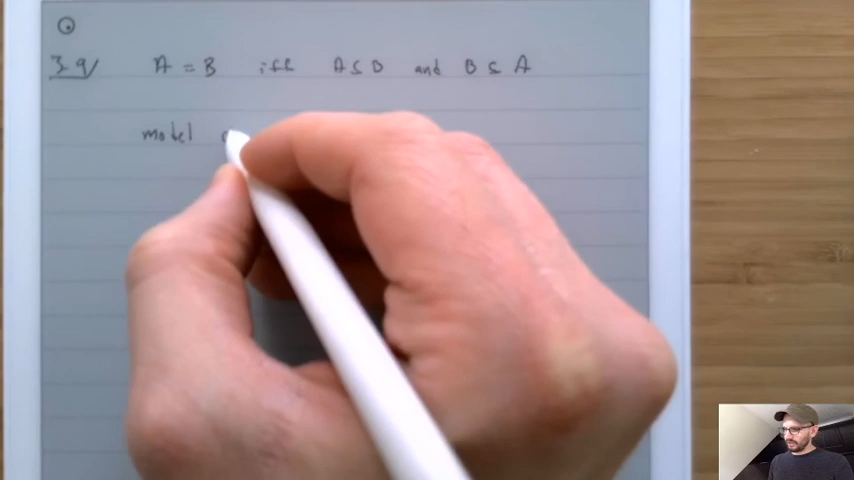 3.9/ A = B iff A ⊆ B and B ⊆ A
model